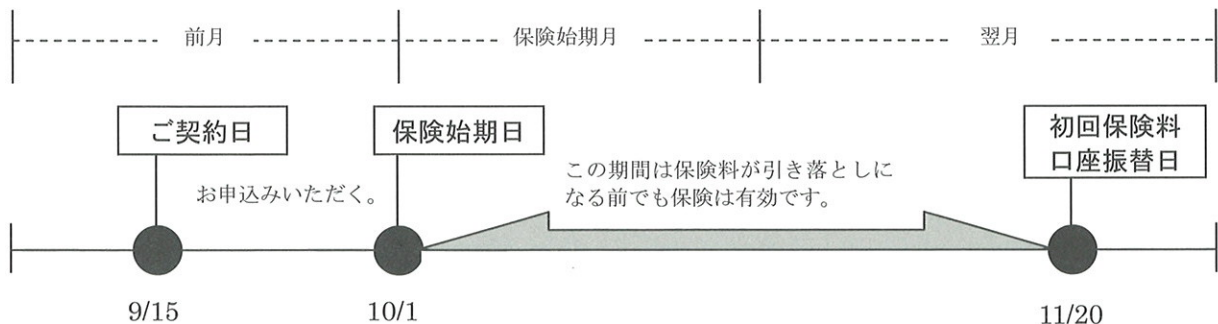 前月
保険始期月
翌月
ご契約日
保険始期日
初回保険料
口座振替日
お申込みいただく。
この期間は保険料が引き落としに
なる前でも保険は有効です。
9/15
10/1
11/20